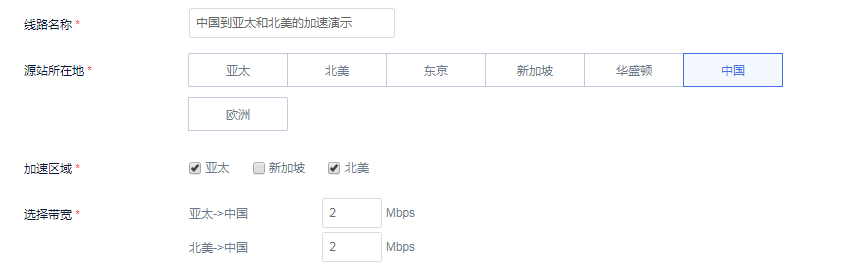 线路名称 * 中国到亚太和北美的加速演示
源站所在地 * 亚太 北美 东京 新加坡 华盛顿 中国
欧洲
加速区域 * 亚太 新加坡 北美
选择带宽 * 亚太->中国 2 Mbps
北美->中国 2 Mbps